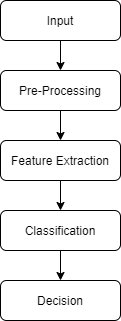 Input
Pre-Processing
Feature Extraction
Classification
Decision